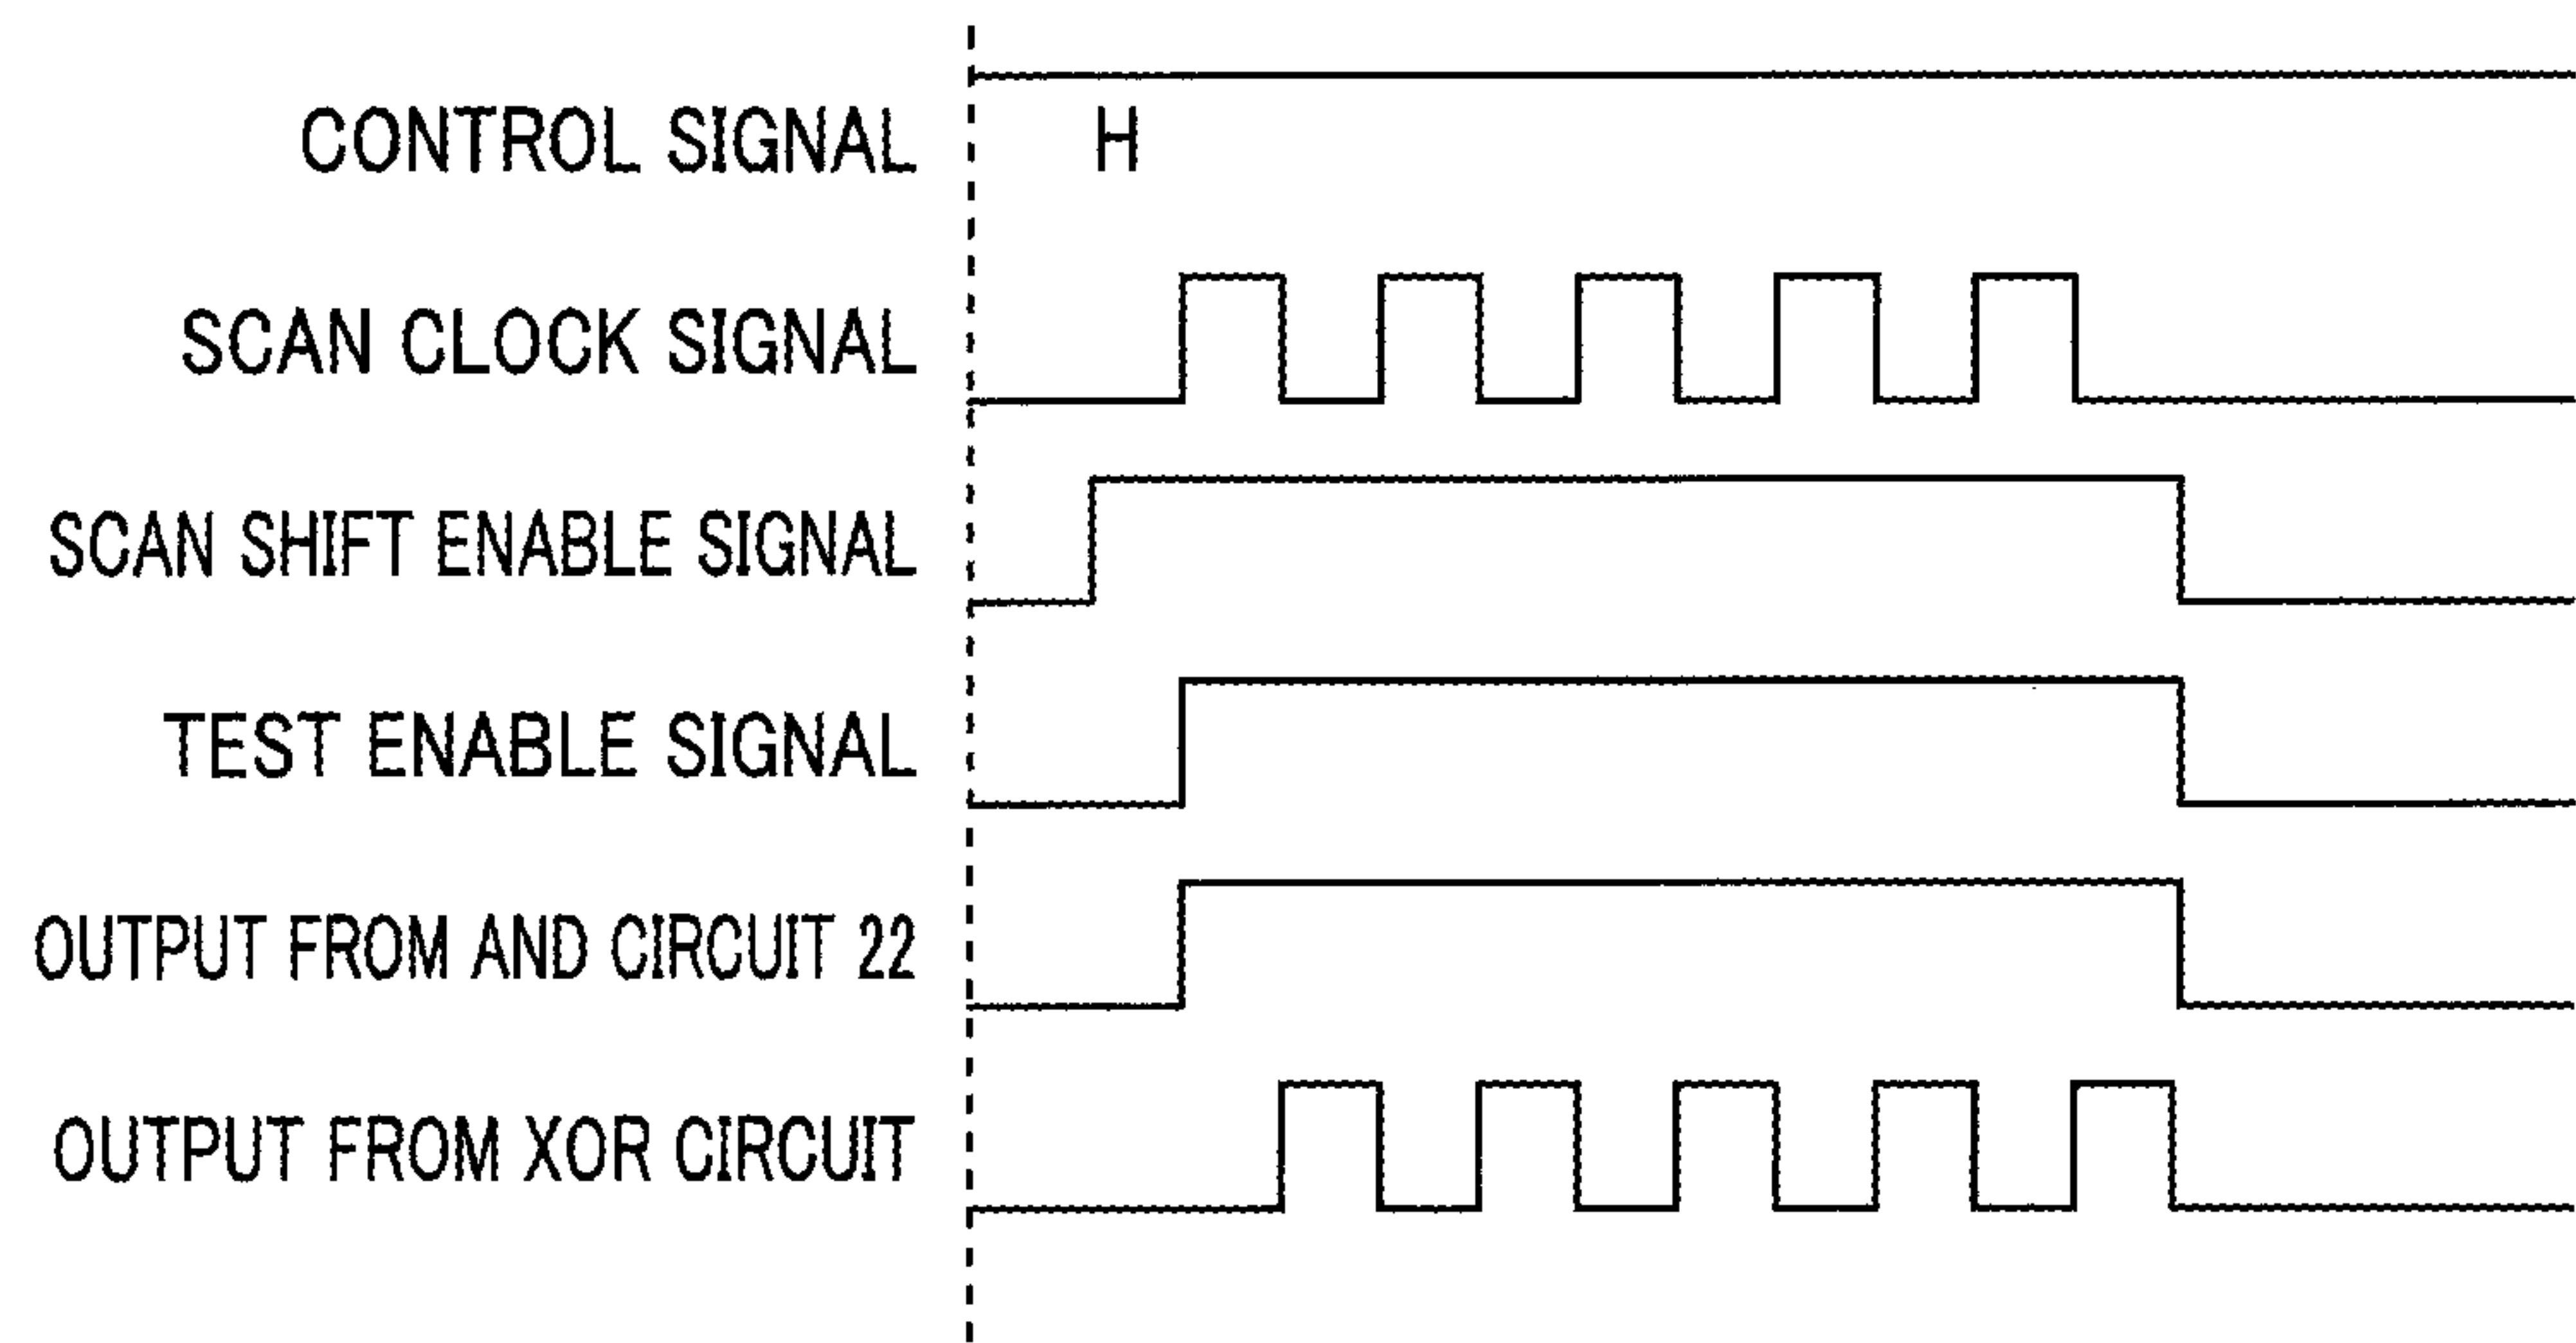 CONTROL SIGNAL
H
SCAN CLOCK SIGNAL
SCAN SHIFT ENABLE SIGNAL
TEST ENABLE SIGNAL
OUTPUT FROM AND CIRCUIT 22
OUTPUT FROM XOR CIRCUIT